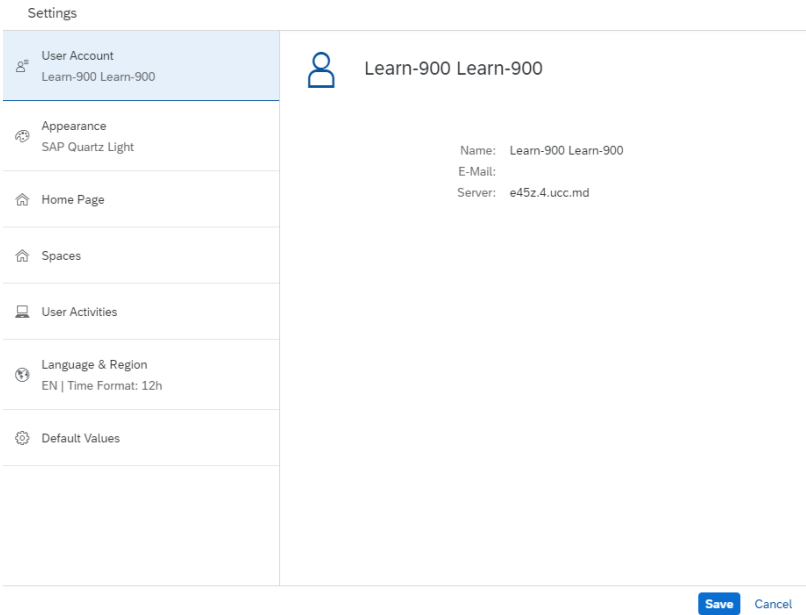 Settings
User Account
Learn-900 Learn-900
Appearance
SAP Quartz Light
Home Page
Spaces
User Activities
Language & Region
EN | Time Format: 12h
Default Values
Learn-900 Learn-900
Name: Learn-900 Learn-900
E-Mail:
Server: e45z.4.ucc.md
Save Cancel